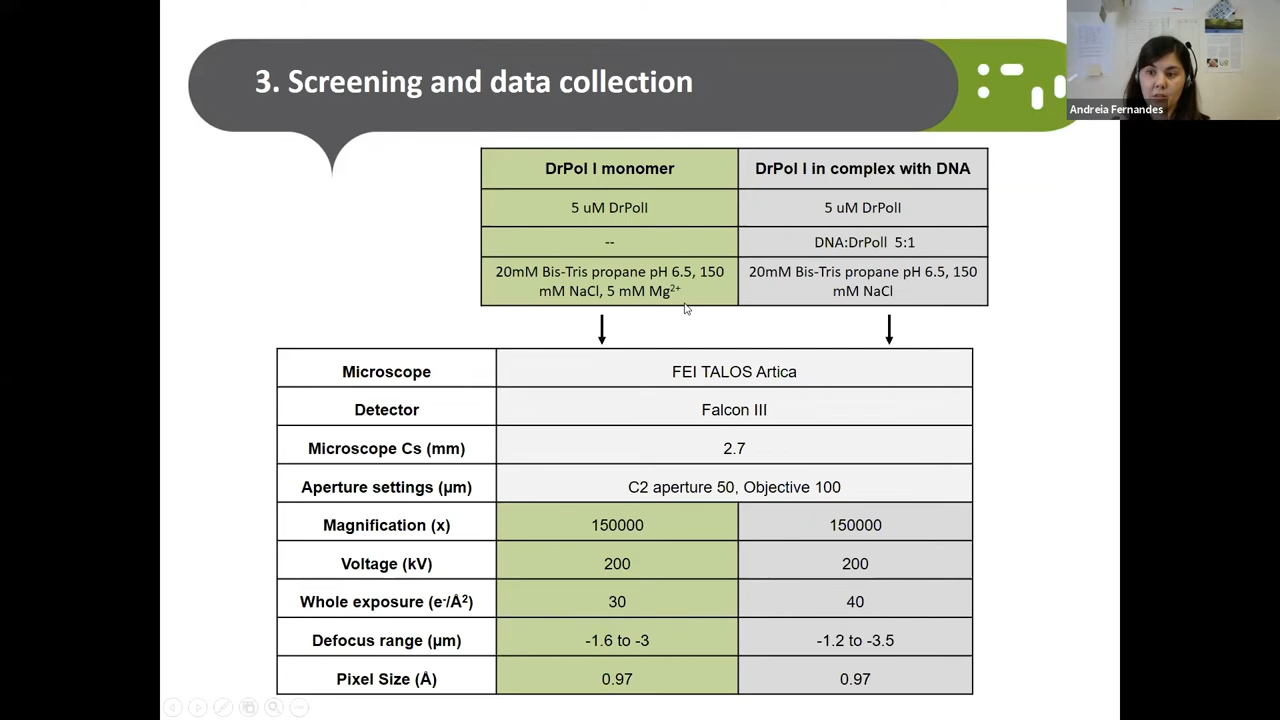 3. Screening and data collection
Andreia Fernandes
DrPol I monomer
DrPol I in complex with DNA
5 uM DrPolI
5 uM DrPolI
--
DNA:DrPolI 5:1
20mM Bis-Tris propane pH 6.5, 150
mM NaCl, 5 mM Mg²⁺
20mM Bis-Tris propane pH 6.5, 150
mM NaCl
Microscope
FEI TALOS Artica
Detector
Falcon III
Microscope Cs (mm)
2.7
Aperture settings (μm)
C2 aperture 50, Objective 100
Magnification (x)
150000
150000
Voltage (kV)
200
200
Whole exposure (e⁻/Å²)
30
40
Defocus range (μm)
-1.6 to -3
-1.2 to -3.5
Pixel Size (Å)
0.97
0.97